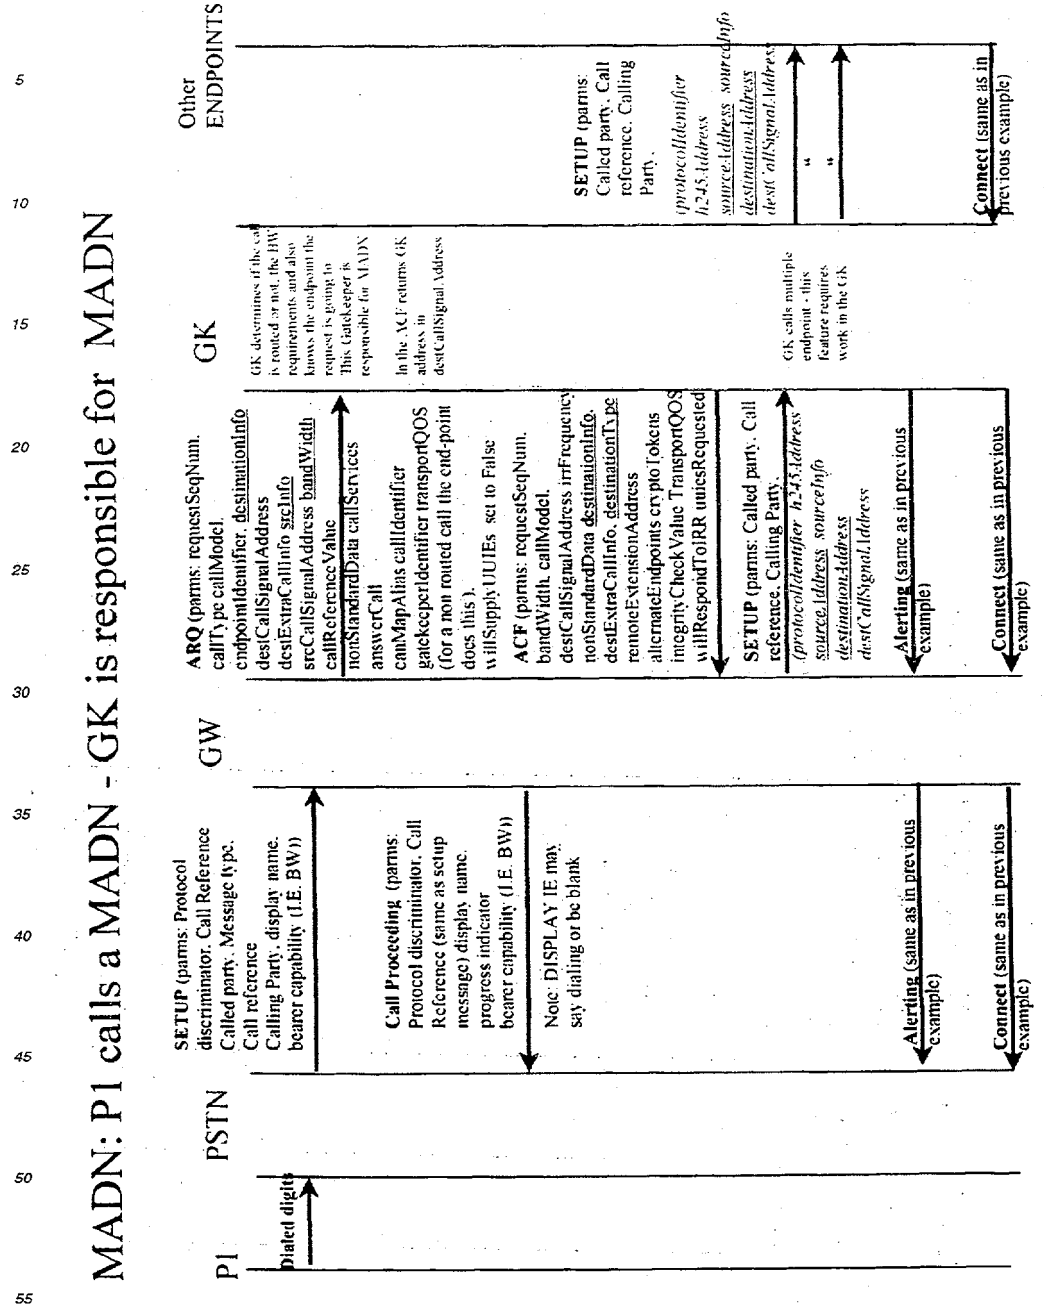 MADN: P1 calls a MADN - GK is responsible for MADN
P1
PSTN
GW
GK
Other
ENDPOINTS
Dialed digits
SETUP (parms: Protocol
discriminator. Call Reference
Called party. Message type.
Call reference
Calling Party, display name.
bearer capability (I.E. BW))
Call Proceeding (parms:
Protocol discriminator. Call
Reference (same as setup
message) display name.
progress indicator
bearer capability (I.E. BW))
Note: DISPLAY IE may
say dialing or be blank
Alerting (same as in previous
example)
Connect (same as in previous
example)
ARQ (parms: requestSeqNum.
callType callModel.
endpointIdentifier. destinationInfo
destCallSignalAddress
destExtraCallInfo srcInfo
srcCallSignalAddress bandWidth
callReferenceValue
nonStandardData callServices
answerCall
canMapAlias callIdentifier
gatekeeperIdentifier transportQOS
(for a non routed call the end-point
does this).
willSupplyUUIEs set to False
ACF (parms: requestSeqNum.
bandWidth. callModel.
destCallSignalAddress irrFrequency
nonStandardData destinationInfo.
destExtraCallInfo. destinationType
remoteExtensionAddress
alternateEndpoints cryptoTokens
integrityCheckValue TransportQOS
willRespondToIRR uuiesRequested
SETUP (parms: Called party. Call
reference. Calling Party.
(protocolIdentifier h245Address
sourceAddress sourceInfo
destinationAddress
destCallSignalAddress
Alerting (same as in previous
example)
Connect (same as in previous
example)
GK determines if the call
is routed or not, the BW
requirements and also
knows the endpoint the
request is going to
This Gatekeeper is
responsible for MADN
In the ACF returns GK
address in
destCallSignalAddress
GK calls multiple
endpoint - this
feature requires
work in the GK
SETUP (parms:
Called party. Call
reference. Calling
Party.
(protocolIdentifier
h245Address
sourceAddress sourceInfo
destinationAddress
destCallSignalAddress
“
“
Connect (same as in
previous example)
5
10
15
20
25
30
35
40
45
50
55